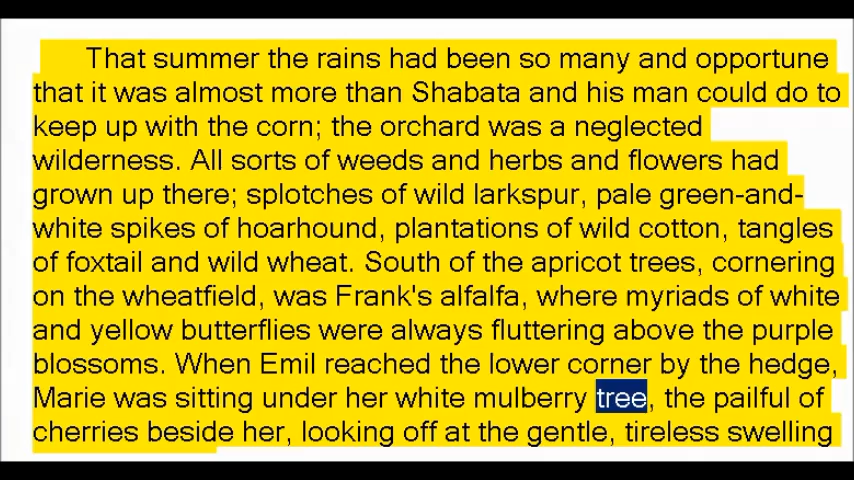 That summer the rains had been so many and opportune
that it was almost more than Shabata and his man could do to
keep up with the corn; the orchard was a neglected
wilderness. All sorts of weeds and herbs and flowers had
grown up there; splotches of wild larkspur, pale green-and-
white spikes of hoarhound, plantations of wild cotton, tangles
of foxtail and wild wheat. South of the apricot trees, cornering
on the wheatfield, was Frank's alfalfa, where myriads of white
and yellow butterflies were always fluttering above the purple
blossoms. When Emil reached the lower corner by the hedge,
Marie was sitting under her white mulberry tree, the pailful of
cherries beside her, looking off at the gentle, tireless swelling